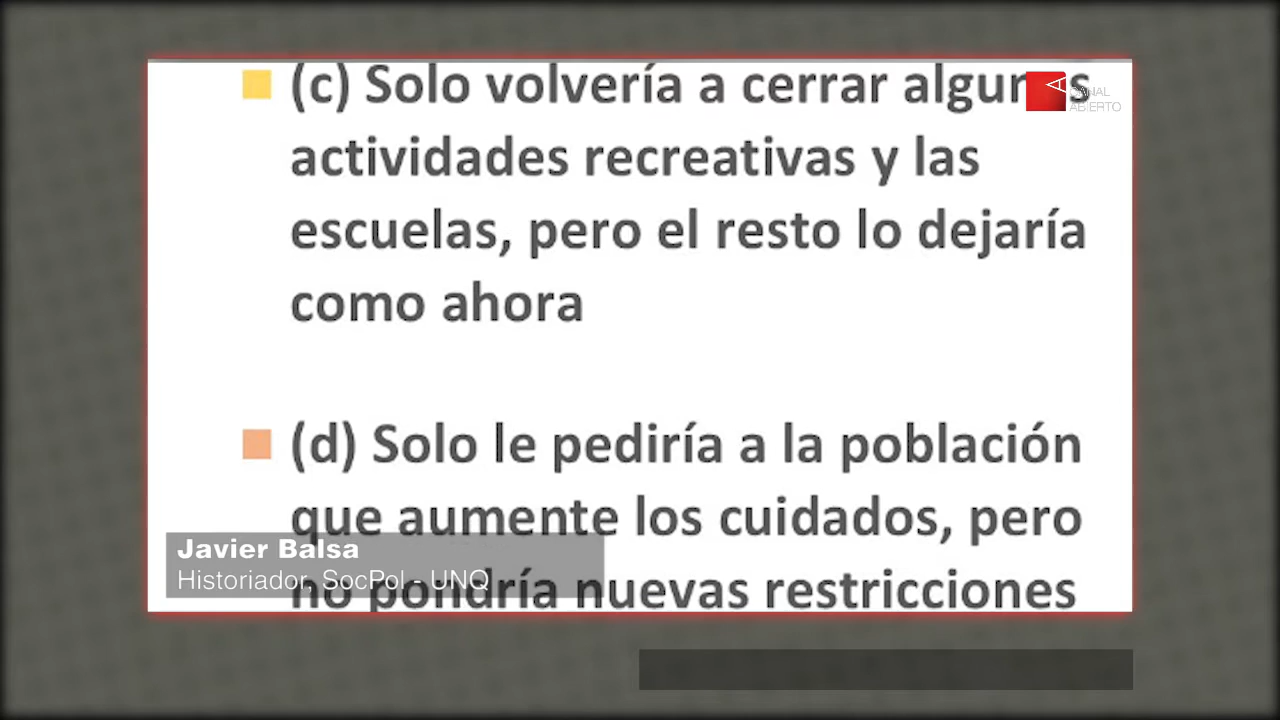 (c) Solo volvería a cerrar
actividades recreativas y las
escuelas, pero el resto lo dejaría
como ahora
(d) Solo le pediría a la población
que aumente los cuidados, pero
no pondría nuevas restricciones
CANAL
ABIERTO
Javier Balsa
Historiador, SocPol - UNQ